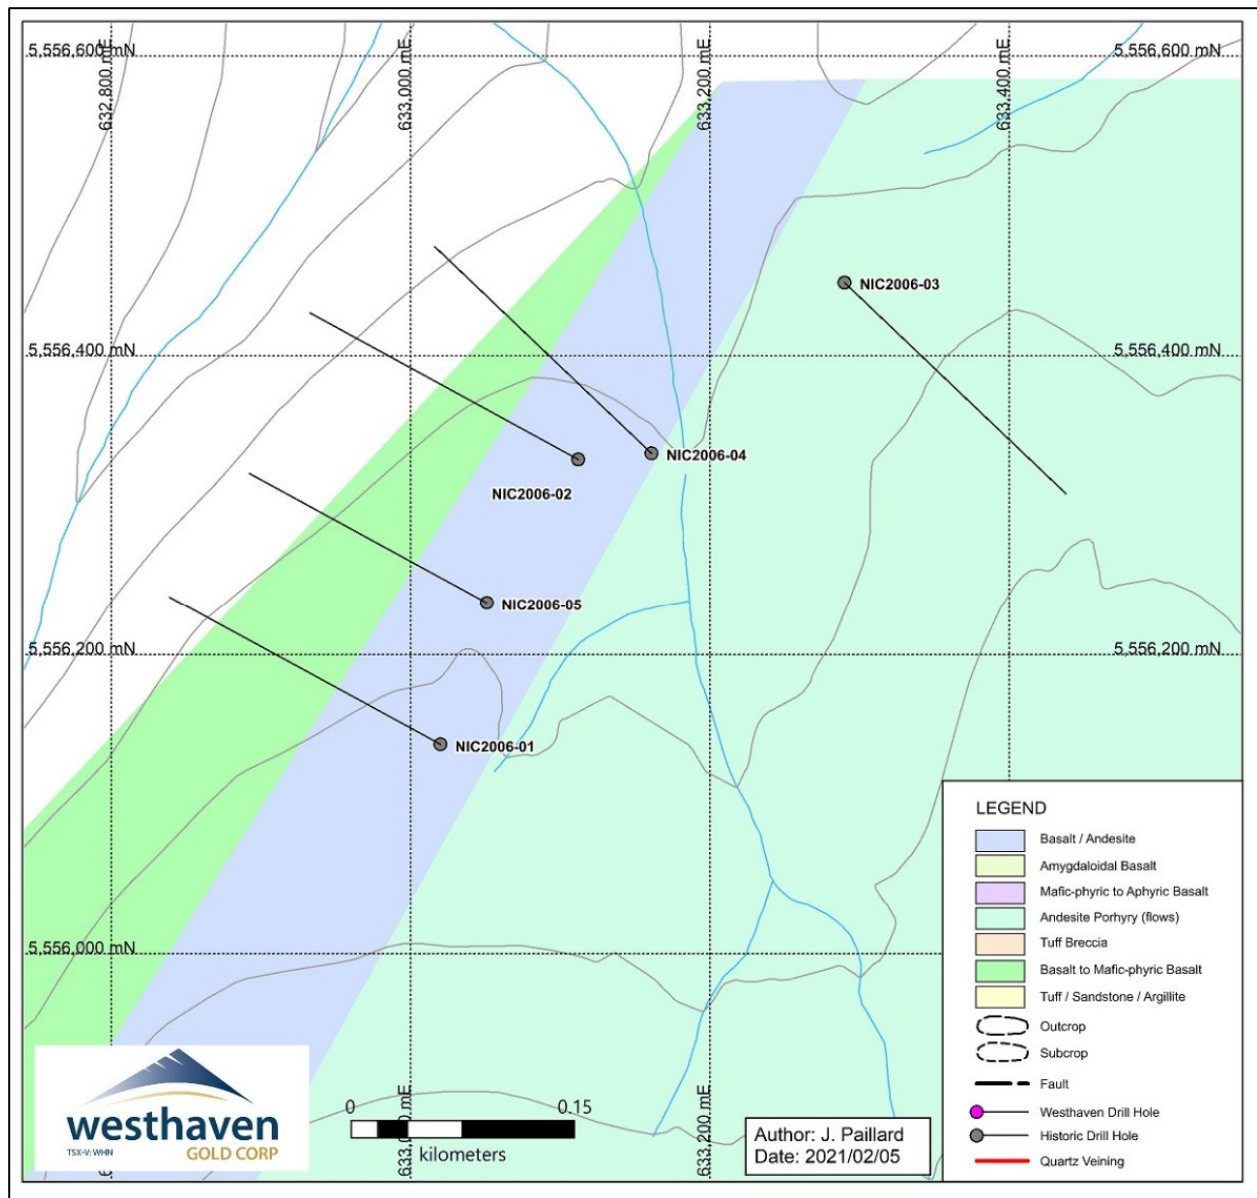 632,800 mE
633,000 mE
633,200 mE
633,400 mE
5,556,600 mN
5,556,600 mN
NIC2006-03
5,556,400 mN
5,556,400 mN
NIC2006-04
NIC2006-02
NIC2006-05
5,556,200 mN
5,556,200 mN
NIC2006-01
5,556,000 mN
LEGEND
Basalt / Andesite
Amygdaloidal Basalt
Mafic-phyric to Aphyric Basalt
Andesite Porhyry (flows)
Tuff Breccia
Basalt to Mafic-phyric Basalt
Tuff / Sandstone / Argillite
Outcrop
Subcrop
Fault
Westhaven Drill Hole
Historic Drill Hole
Quartz Veining
westhaven
GOLD CORP
TSX-V: WHN
0 0.15
kilometers
633,200 mE
Author: J. Paillard
Date: 2021/02/05